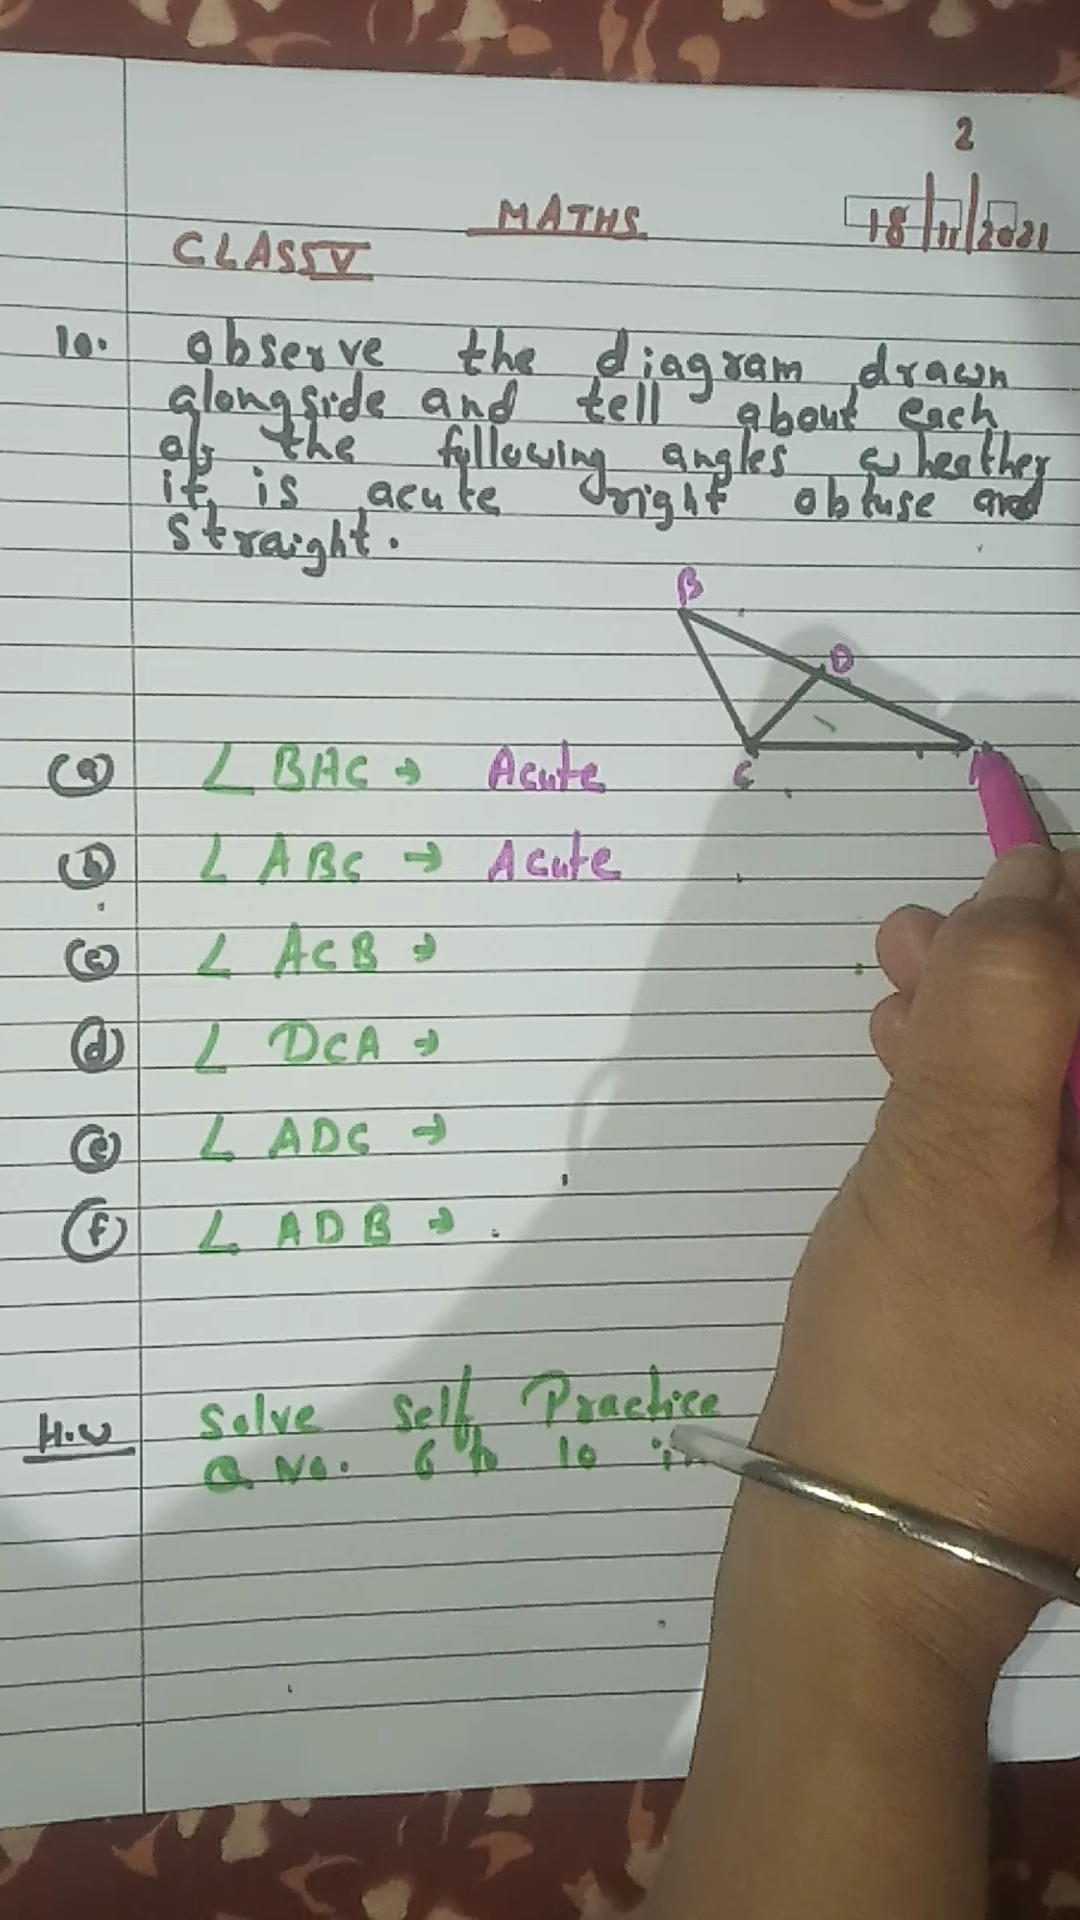 2
MATHS
18/11/2021
CLASS V
10. observe the diagram drawn
alongside and tell about each
of the following angles wheather
it is acute right obtuse and
straight.
B
D
C
(a) ∠ BAC → Acute
(b) ∠ ABC → Acute
(c) ∠ ACB →
(d) ∠ DCA →
(e) ∠ ADC →
(f) ∠ ADB →
H.W Solve Self Practice
Q No. 6 to 10